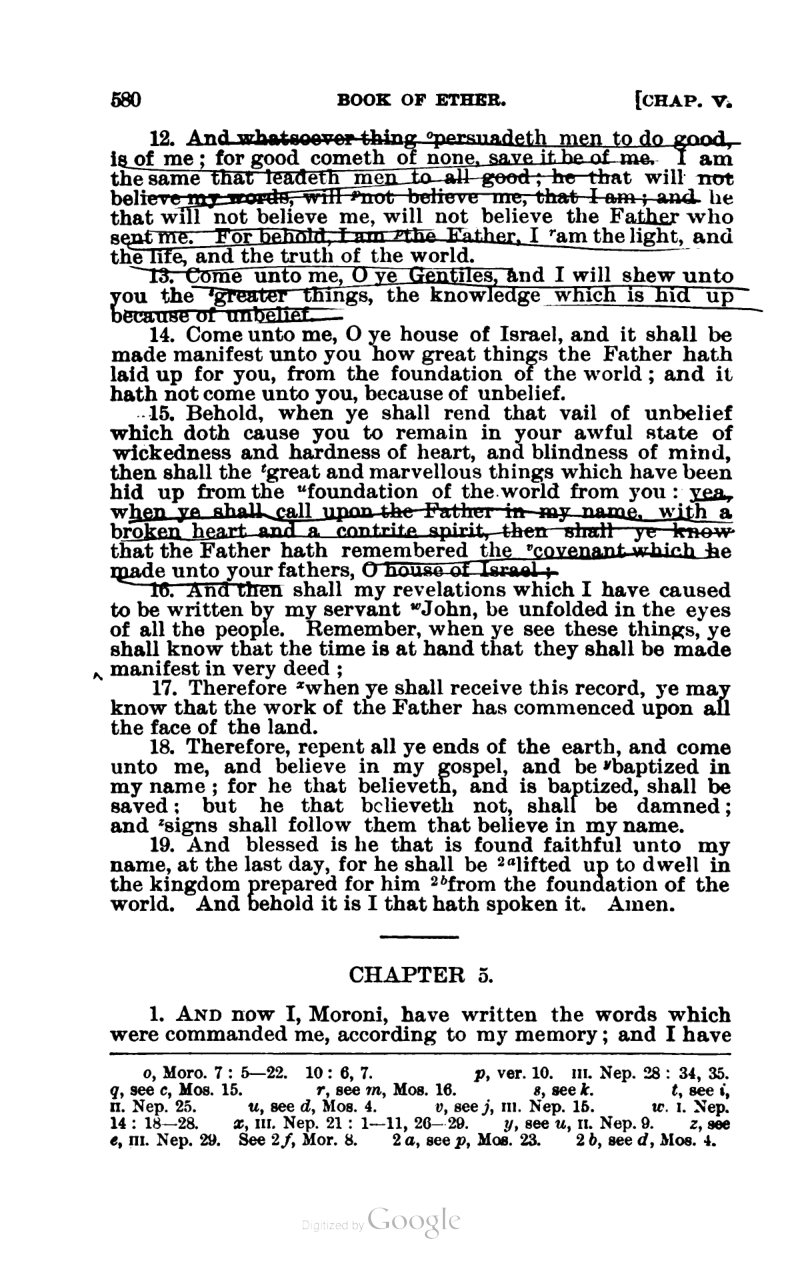 580 BOOK OF ETHER. [CHAP. V.
12. And whatsoever thing ᵒpersuadeth men to do good,
is of me; for good cometh of none, save it be of me. I am
the same that leadeth men to all good; he that will not
believe my words, will ᵖnot believe me, that I am; and he
that will not believe me, will not believe the Father who
sent me. For behold, I am ᑫthe Father, I ʳam the light, and
the life, and the truth of the world.
13. Come unto me, O ye Gentiles, and I will shew unto
you the ˢgreater things, the knowledge which is hid up
because of unbelief.
14. Come unto me, O ye house of Israel, and it shall be
made manifest unto you how great things the Father hath
laid up for you, from the foundation of the world; and it
hath not come unto you, because of unbelief.
15. Behold, when ye shall rend that vail of unbelief
which doth cause you to remain in your awful state of
wickedness and hardness of heart, and blindness of mind,
then shall the ᵗgreat and marvellous things which have been
hid up from the ᵘfoundation of the world from you: yea,
when ye shall call upon the Father in my name, with a
broken heart and a contrite spirit, then shall ye know
that the Father hath remembered the ᵛcovenant which he
made unto your fathers, O house of Israel;
16. And then shall my revelations which I have caused
to be written by my servant ʷJohn, be unfolded in the eyes
of all the people. Remember, when ye see these things, ye
shall know that the time is at hand that they shall be made
manifest in very deed;
17. Therefore ˣwhen ye shall receive this record, ye may
know that the work of the Father has commenced upon all
the face of the land.
18. Therefore, repent all ye ends of the earth, and come
unto me, and believe in my gospel, and be ʸbaptized in
my name; for he that believeth, and is baptized, shall be
saved; but he that believeth not, shall be damned;
and ᶻsigns shall follow them that believe in my name.
19. And blessed is he that is found faithful unto my
name, at the last day, for he shall be ²ᵃlifted up to dwell in
the kingdom prepared for him ²ᵇfrom the foundation of the
world. And behold it is I that hath spoken it. Amen.
CHAPTER 5.
1. AND now I, Moroni, have written the words which
were commanded me, according to my memory; and I have
o, Moro. 7: 5—22. 10: 6, 7. p, ver. 10. III. Nep. 28: 34, 35.
q, see c, Mos. 15. r, see m, Mos. 16. s, see k. t, see i,
II. Nep. 25. u, see d, Mos. 4. v, see j, III. Nep. 15. w. I. Nep.
14: 18—28. x, III. Nep. 21: 1—11, 26—29. y, see u, II. Nep. 9. z, see
e, III. Nep. 29. See 2f, Mor. 8. 2 a, see p, Mos. 23. 2 b, see d, Mos. 4.
Digitized by Google